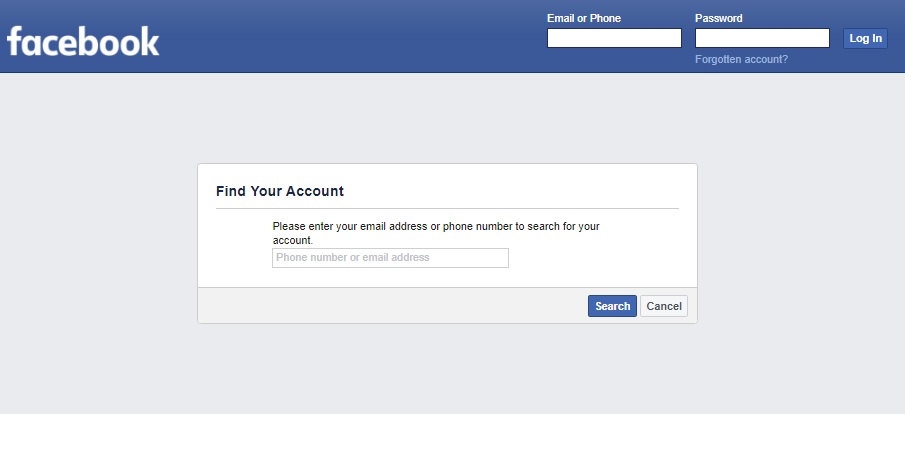 facebook
Email or Phone
Password
Log In
Forgotten account?
Find Your Account
Please enter your email address or phone number to search for your
account.
Phone number or email address
Search
Cancel